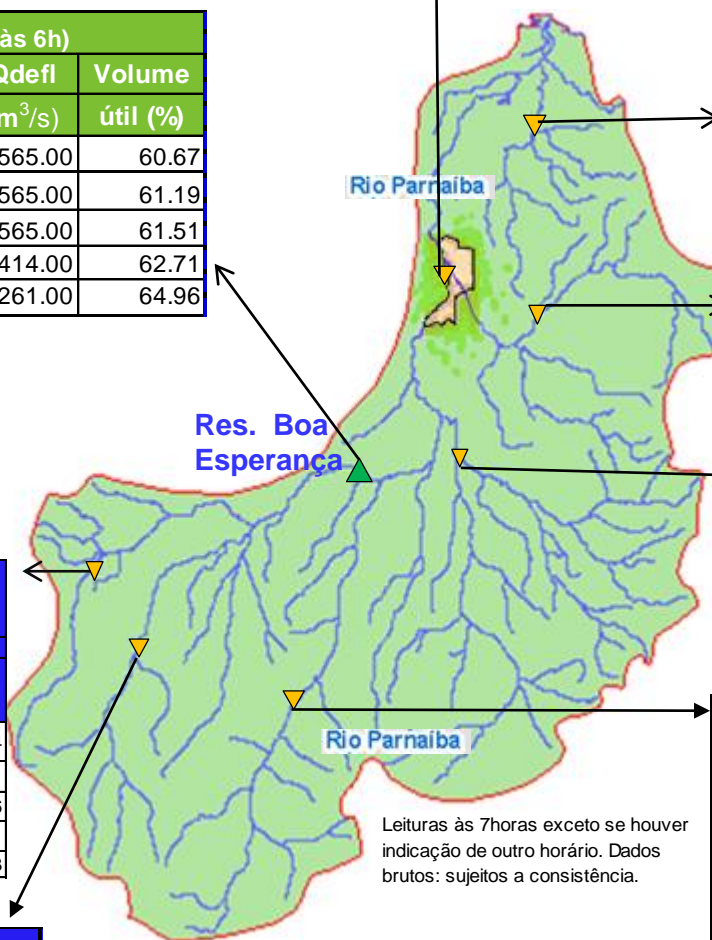 às 6h)
Qdefl Volume
m³/s) útil (%)
565.00 60.67
565.00 61.19
565.00 61.51
414.00 62.71
261.00 64.96
Rio Parnaíba
Res. Boa
Esperança
Rio Parnaíba
Leituras às 7horas exceto se houver
indicação de outro horário. Dados
brutos: sujeitos a consistência.